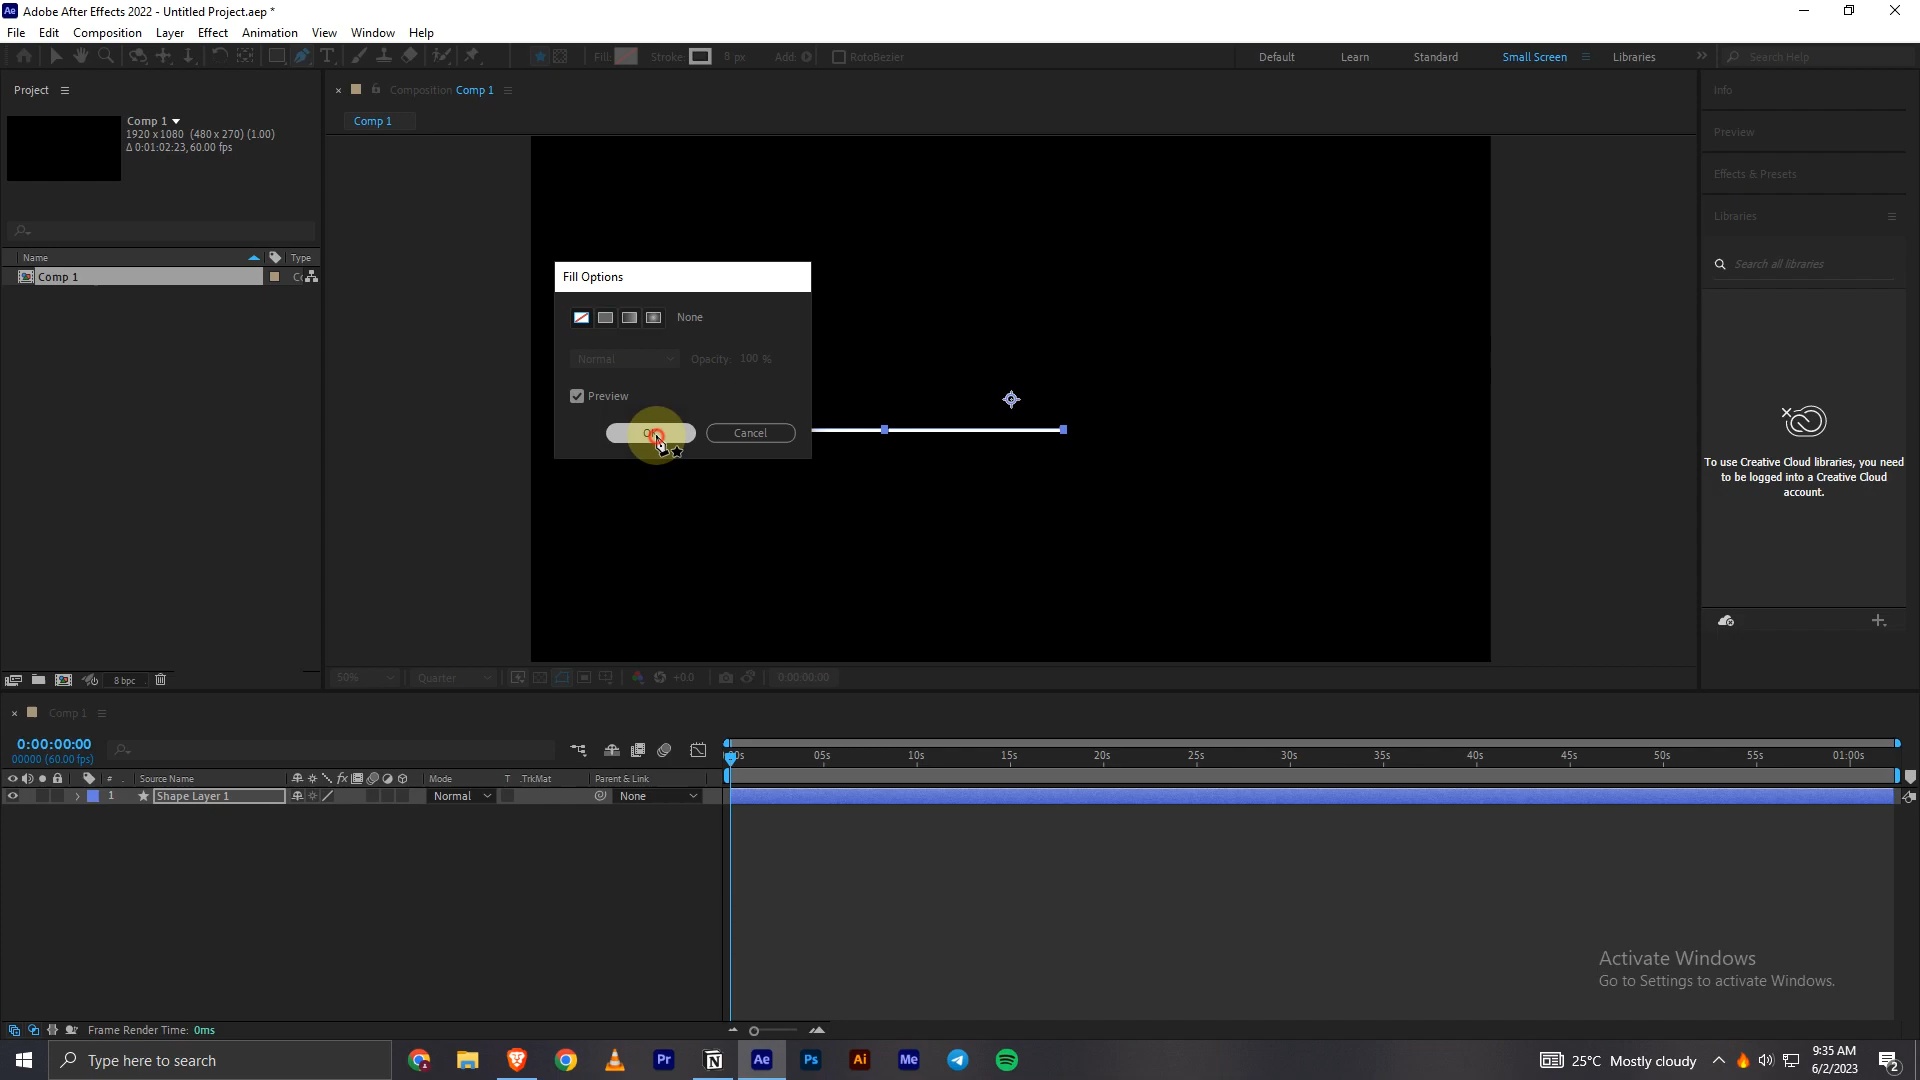 Ae Adobe After Effects 2022 - Untitled Project.aep *
File Edit Composition Layer Effect Animation View Window Help
Fill: Stroke: 8 px Add: RotoBezier Default Learn Standard Small Screen Libraries Search Help
Project
Comp 1
1920 x 1080 (480 x 270) (1.00)
Δ 0:01:02:23, 60.00 fps
Name Type
Comp 1
8 bpc
Composition Comp 1
Comp 1
Fill Options
None
Normal Opacity: 100 %
Preview
Cancel
50% Quarter +0.0 0:00:00:00
Info
Preview
Effects & Presets
Libraries
Search all libraries
To use Creative Cloud libraries, you need
to be logged into a Creative Cloud
account.
Comp 1
0:00:00:00
00000 (60.00 fps)
05s 10s 15s 20s 25s 30s 35s 40s 45s 50s 55s 01:00s
# Source Name fx Mode T .TrkMat Parent & Link
1 Shape Layer 1 Normal None
Activate Windows
Go to Settings to activate Windows.
Frame Render Time: 0ms
Type here to search Pr Ae Ps Ai Me 25°C Mostly cloudy 9:35 AM
6/2/2023
2